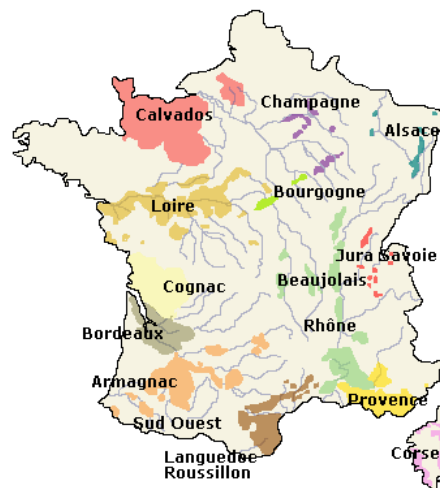 Champagne
Calvados
Alsace
Bourgogne
Loire
Jura Savoie
Beaujolais
Cognac
Rhône
Bordeaux
Armagnac
Provence
Sud Ouest
Corse
Languedoc
Roussillon